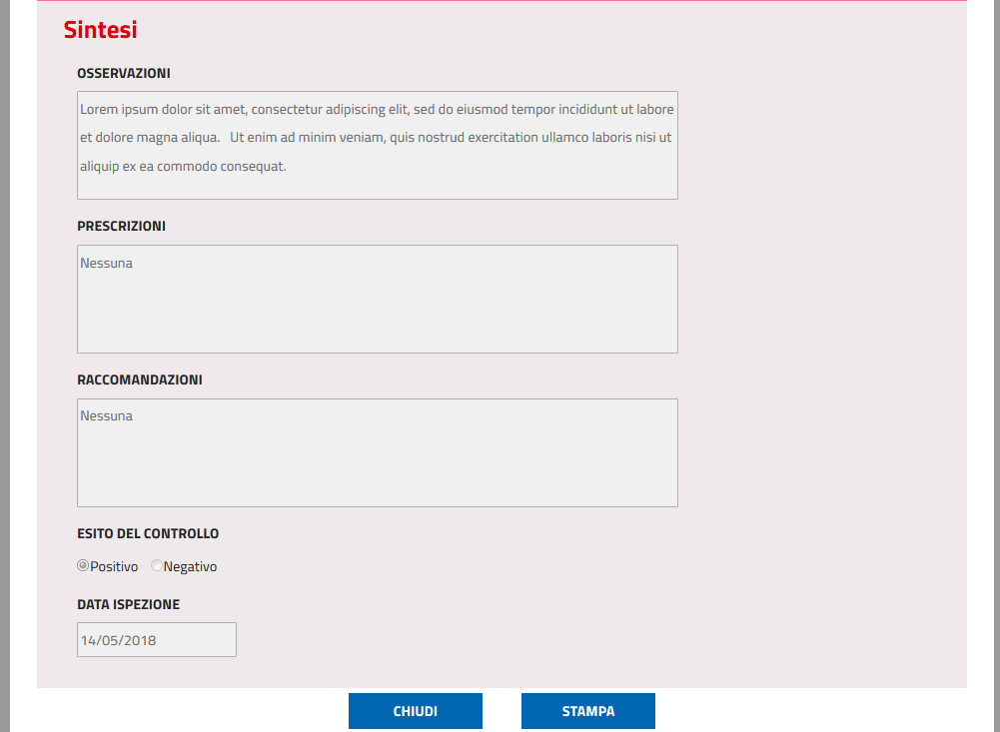 Sintesi
OSSERVAZIONI
Lorem ipsum dolor sit amet, consectetur adipiscing elit, sed do eiusmod tempor incididunt ut labore
et dolore magna aliqua.   Ut enim ad minim veniam, quis nostrud exercitation ullamco laboris nisi ut
aliquip ex ea commodo consequat.
PRESCRIZIONI
Nessuna
RACCOMANDAZIONI
Nessuna
ESITO DEL CONTROLLO
Positivo Negativo
DATA ISPEZIONE
14/05/2018
CHIUDI STAMPA